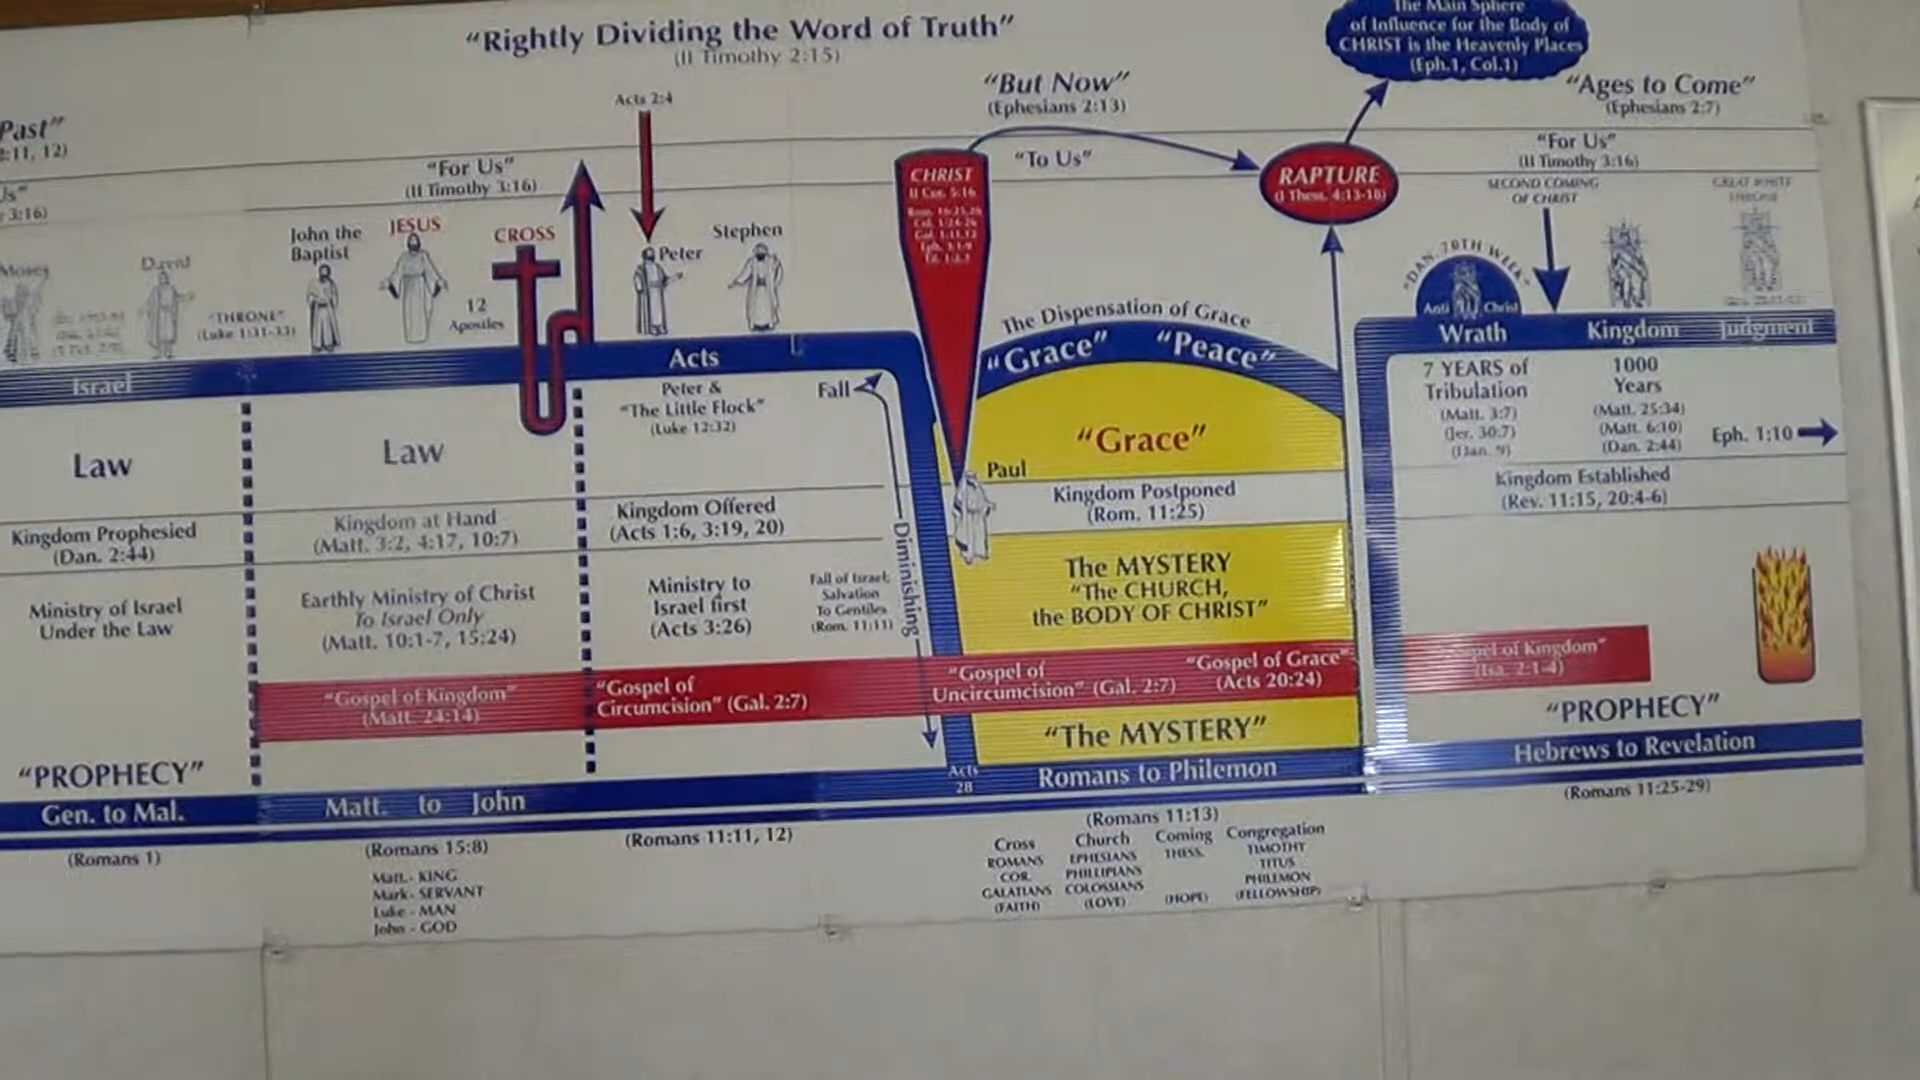 "Rightly Dividing the Word of Truth"
(II Timothy 2:15)
The Main Sphere
of Influence for the Body of
CHRIST is the Heavenly Places
(Eph.1, Col.1)
Past"
:11, 12)
Acts 2:4
"But Now"
(Ephesians 2:13)
"Ages to Come"
(Ephesians 2:7)
Us"
3:16)
"For Us"
(II Timothy 3:16)
"To Us"
"For Us"
(II Timothy 3:16)
Moses
David
"THRONE"
(Luke 1:31-33)
John the
Baptist
JESUS
12
Apostles
CROSS
Peter
Stephen
CHRIST
II Cor. 5:16
RAPTURE
(I Thess. 4:13-18)
SECOND COMING
OF CHRIST
GREAT WHITE
THRONE
"DAN. 70TH WEEK"
Anti Christ
Israel
Acts
The Dispensation of Grace
"Grace" "Peace"
Wrath
Kingdom
Judgment
Law
Law
Peter &
"The Little Flock"
(Luke 12:32)
Fall
Diminishing
"Grace"
Paul
7 YEARS of
Tribulation
(Matt. 3:7)
(Jer. 30:7)
(Dan. 9)
1000
Years
(Matt. 25:34)
(Matt. 6:10)
(Dan. 2:44)
Eph. 1:10
Kingdom Prophesied
(Dan. 2:44)
Kingdom at Hand
(Matt. 3:2, 4:17, 10:7)
Kingdom Offered
(Acts 1:6, 3:19, 20)
Kingdom Postponed
(Rom. 11:25)
Kingdom Established
(Rev. 11:15, 20:4-6)
Ministry of Israel
Under the Law
Earthly Ministry of Christ
To Israel Only
(Matt. 10:1-7, 15:24)
Ministry to
Israel first
(Acts 3:26)
Fall of Israel;
Salvation
To Gentiles
(Rom. 11:11)
The MYSTERY
"The CHURCH,
the BODY OF CHRIST"
"Gospel of Kingdom"
(Matt. 24:14)
"Gospel of
Circumcision" (Gal. 2:7)
"Gospel of
Uncircumcision" (Gal. 2:7)
"Gospel of Grace"
(Acts 20:24)
of Kingdom"
(Isa. 2:1-4)
"PROPHECY"
"The MYSTERY"
"PROPHECY"
Gen. to Mal.
Matt. to John
Acts
28
Romans to Philemon
Hebrews to Revelation
(Romans 1)
(Romans 15:8)
Matt.- KING
Mark- SERVANT
Luke - MAN
John - GOD
(Romans 11:11, 12)
(Romans 11:13)
Cross
ROMANS
COR.
GALATIANS
(FAITH)
Church
EPHESIANS
PHILLIPIANS
COLOSSIANS
(LOVE)
Coming
THESS.
(HOPE)
Congregation
TIMOTHY
TITUS
PHILEMON
(FELLOWSHIP)
(Romans 11:25-29)